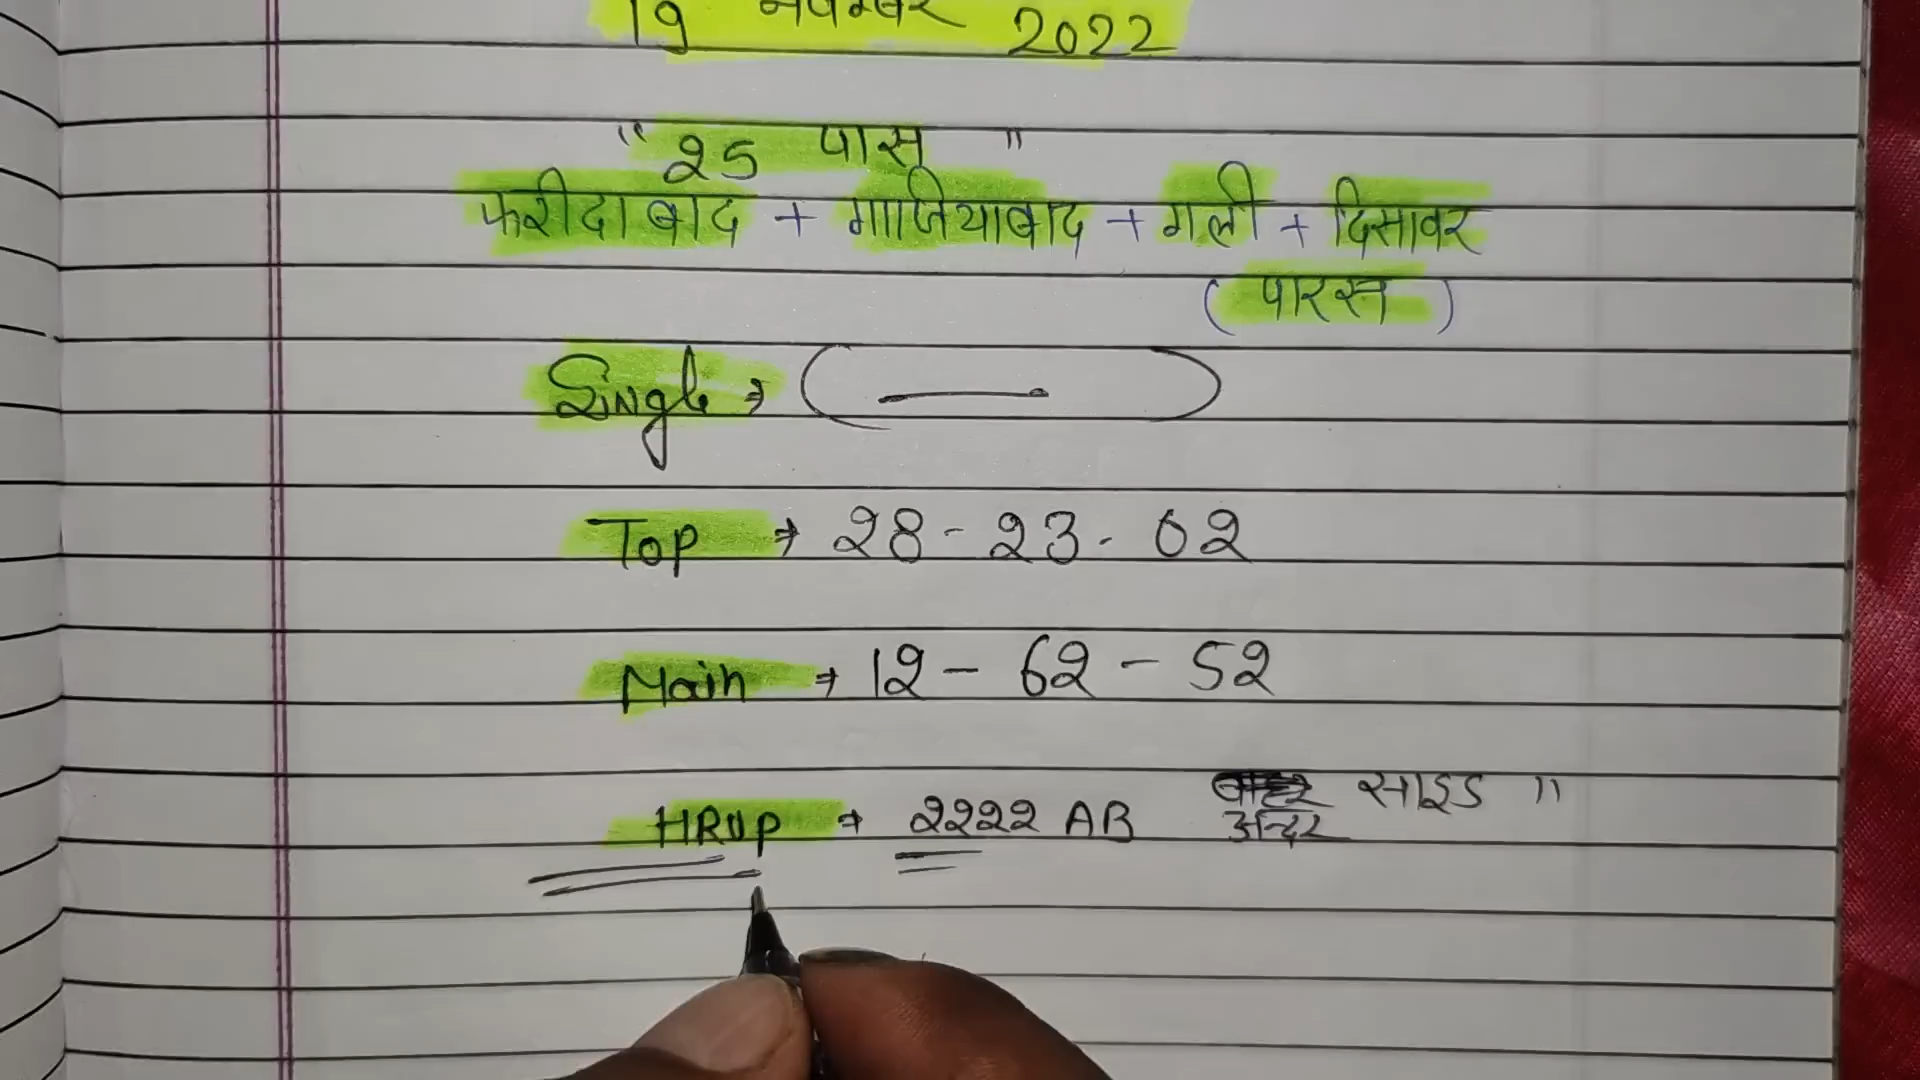 19 नवम्बर 2022
" 25 पास "
फरीदाबाद + गाजियाबाद + गली + दिसावर
( पारस )
Single →
Top → 28 - 23 - 02
Main → 12 - 62 - 52
HRUP → 2222 AB साइड "
अन्दर